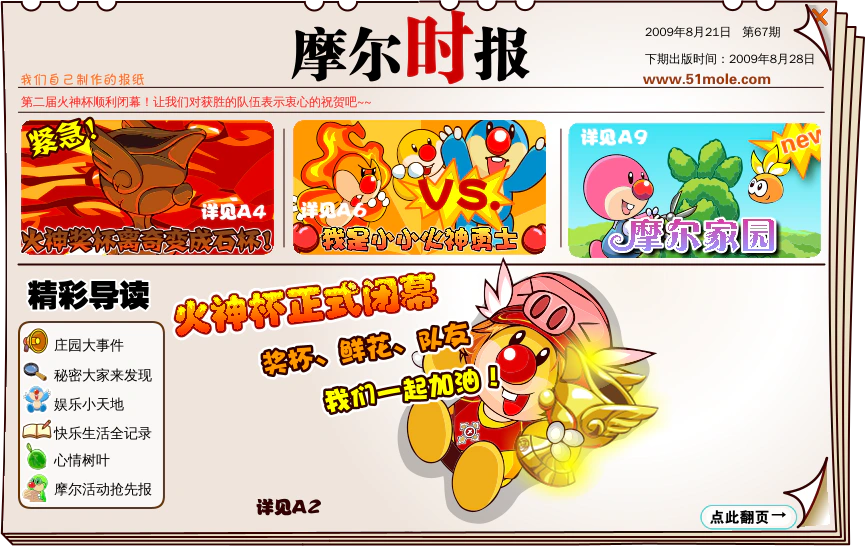 摩尔时报
2009年8月21日 第67期
下期出版时间：2009年8月28日
我们自己制作的报纸
www.51mole.com
第二届火神杯顺利闭幕！让我们对获胜的队伍表示衷心的祝贺吧~~
紧急！
详见A4
火神奖杯离奇变成石杯！
VS.
详见A6
我是小小火神勇士
详见A9
new
摩尔家园
精彩导读
庄园大事件
秘密大家来发现
娱乐小天地
快乐生活全记录
心情树叶
摩尔活动抢先报
火神杯正式闭幕
奖杯、鲜花、队友
我们一起加油！
详见A2
点此翻页→